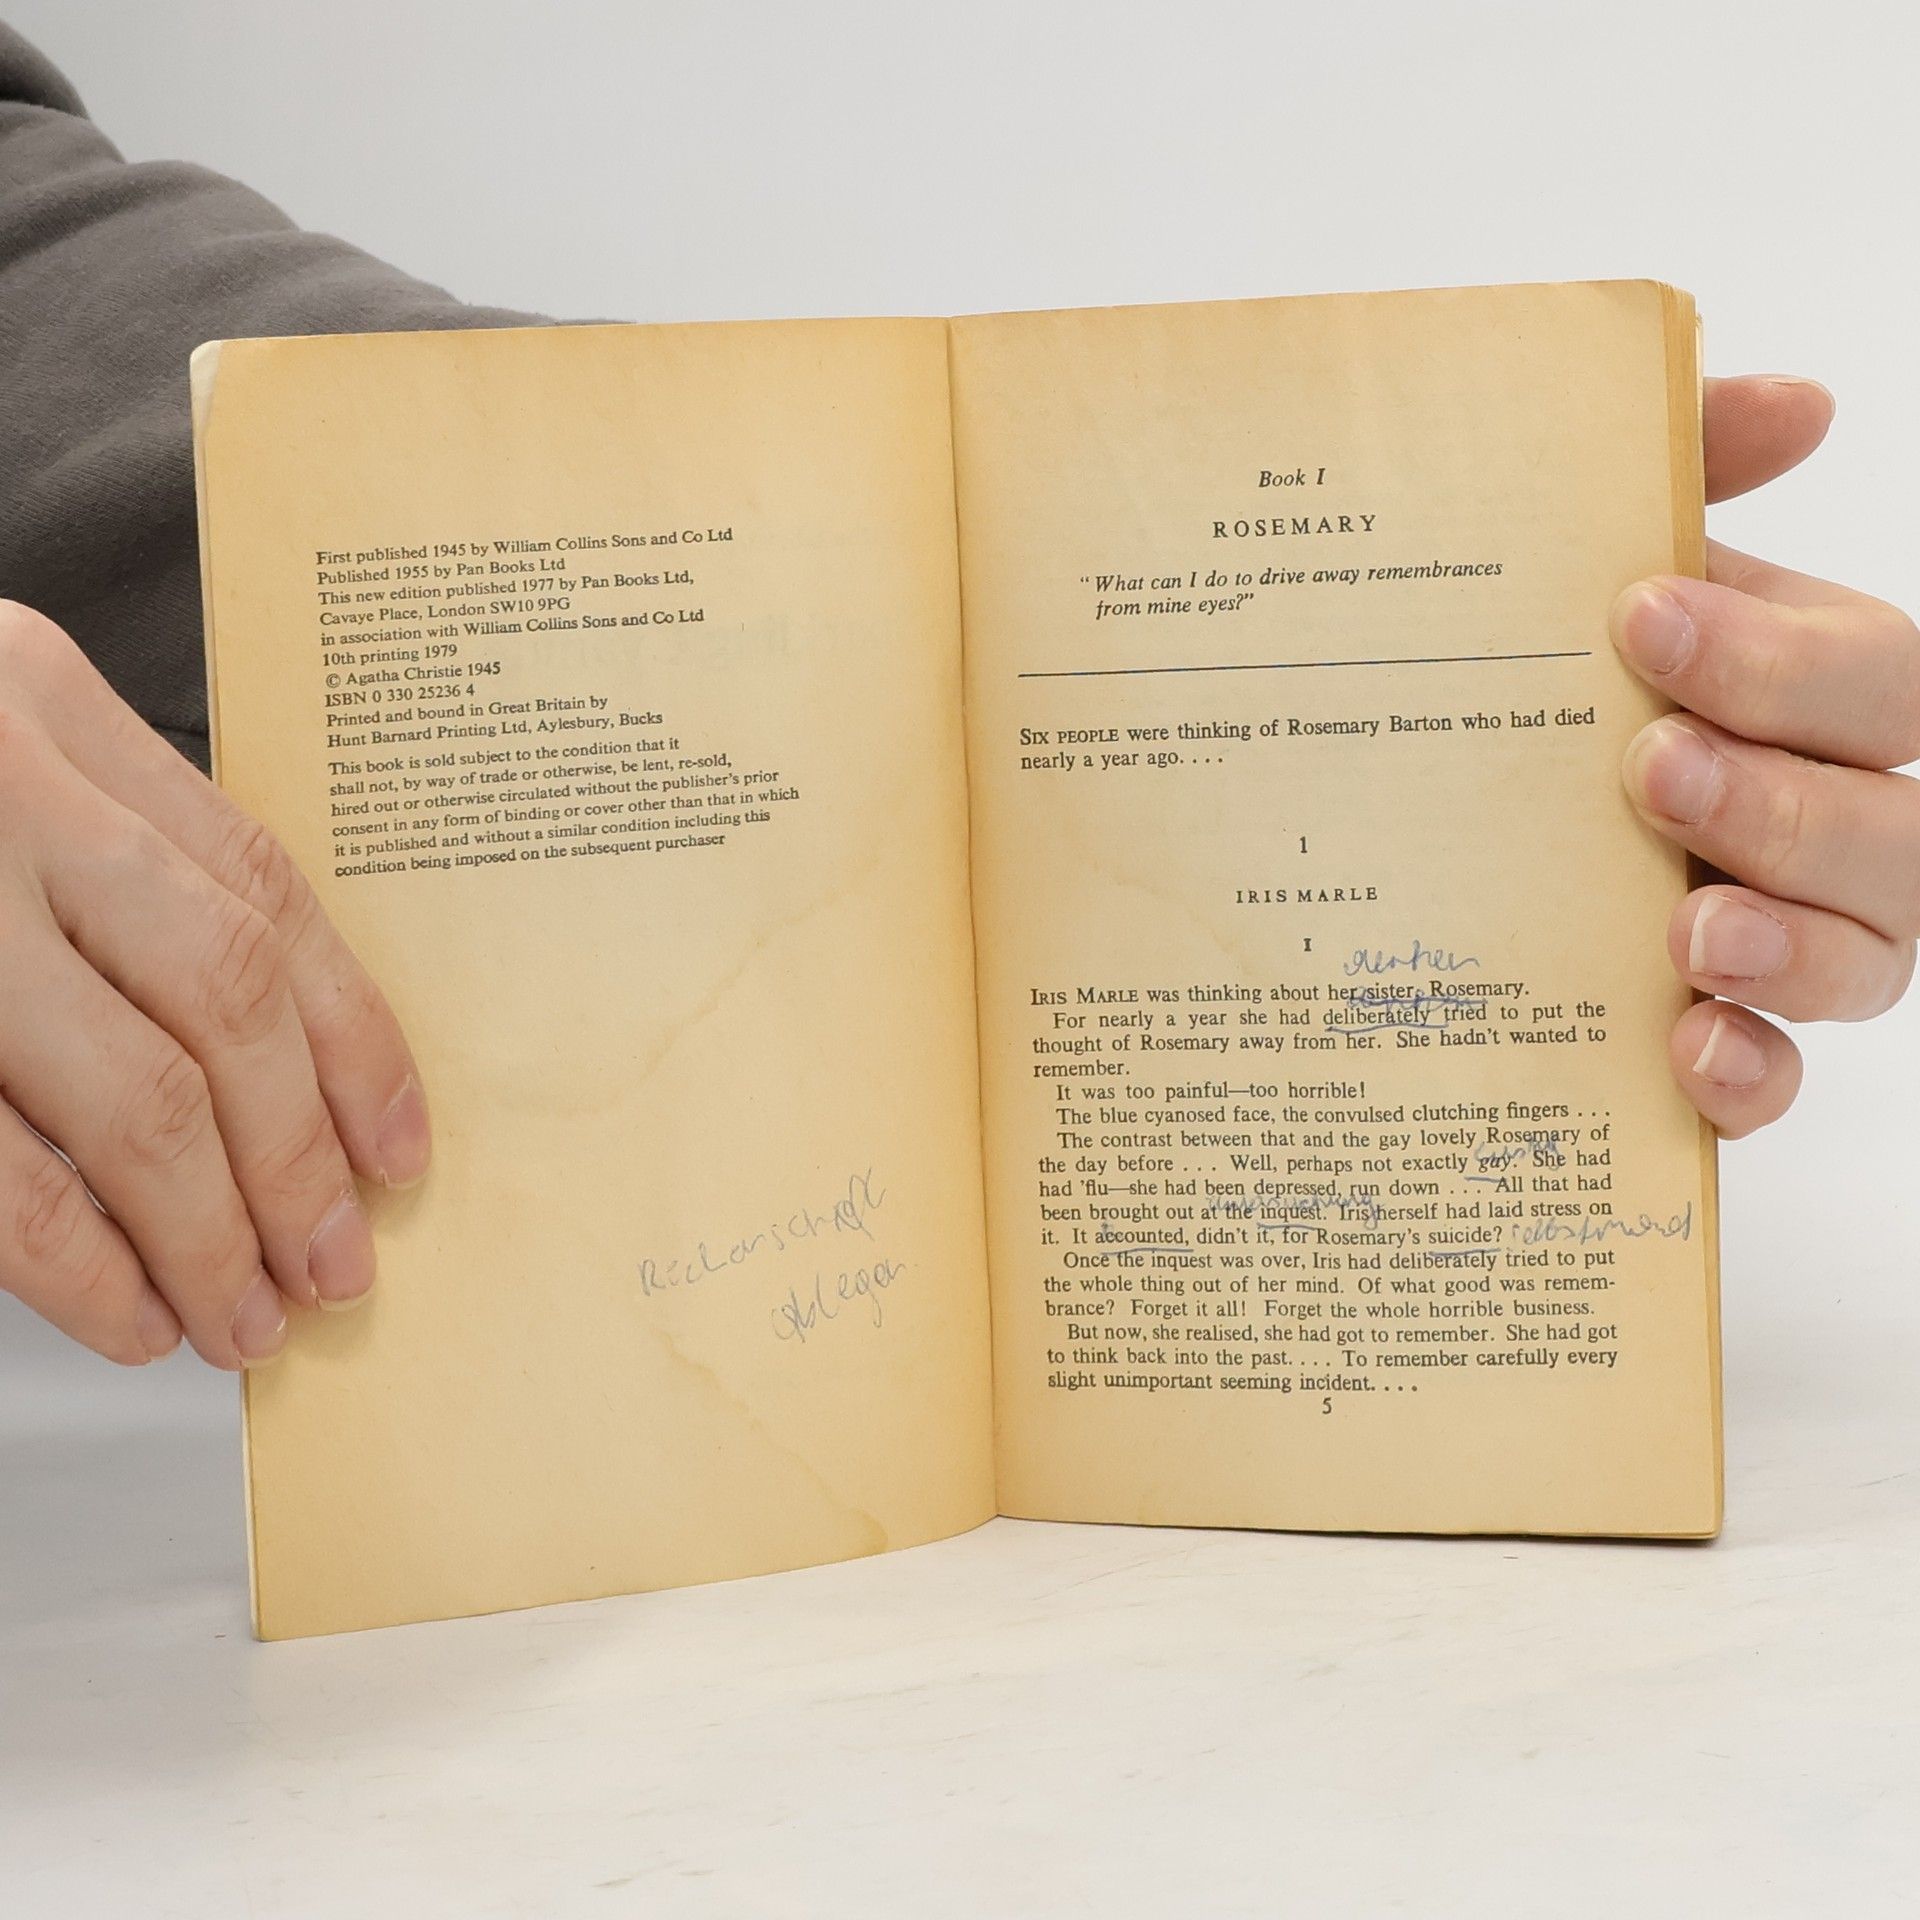 First published 1945 by William Collins Sons and Co Ltd
Published 1955 by Pan Books Ltd
This new edition published 1977 by Pan Books Ltd,
Cavaye Place, London SW10 9PG
in association with William Collins Sons and Co Ltd
10th printing 1979
© Agatha Christie 1945
ISBN 0 330 25236 4
Printed and bound in Great Britain by
Hunt Barnard Printing Ltd, Aylesbury, Bucks
This book is sold subject to the condition that it
shall not, by way of trade or otherwise, be lent, re-sold,
hired out or otherwise circulated without the publisher's prior
consent in any form of binding or cover other than that in which
it is published and without a similar condition including this
condition being imposed on the subsequent purchaser
Book I
ROSEMARY
"What can I do to drive away remembrances
from mine eyes?"
SIX PEOPLE were thinking of Rosemary Barton who had died
nearly a year ago. . . .
1
IRIS MARLE
I
IRIS MARLE was thinking about her sister, Rosemary.
For nearly a year she had deliberately tried to put the
thought of Rosemary away from her. She hadn't wanted to
remember.
It was too painful—too horrible!
The blue cyanosed face, the convulsed clutching fingers . . .
The contrast between that and the gay lovely Rosemary of
the day before . . . Well, perhaps not exactly gay. She had
had 'flu—she had been depressed, run down . . . All that had
untersuchung
been brought out at the inquest. Iris herself had laid stress on
it. It accounted, didn't it, for Rosemary's suicide? selbstmord
Once the inquest was over, Iris had deliberately tried to put
the whole thing out of her mind. Of what good was remem-
brance? Forget it all! Forget the whole horrible business.
But now, she realised, she had got to remember. She had got
to think back into the past. . . . To remember carefully every
slight unimportant seeming incident. . . .
5